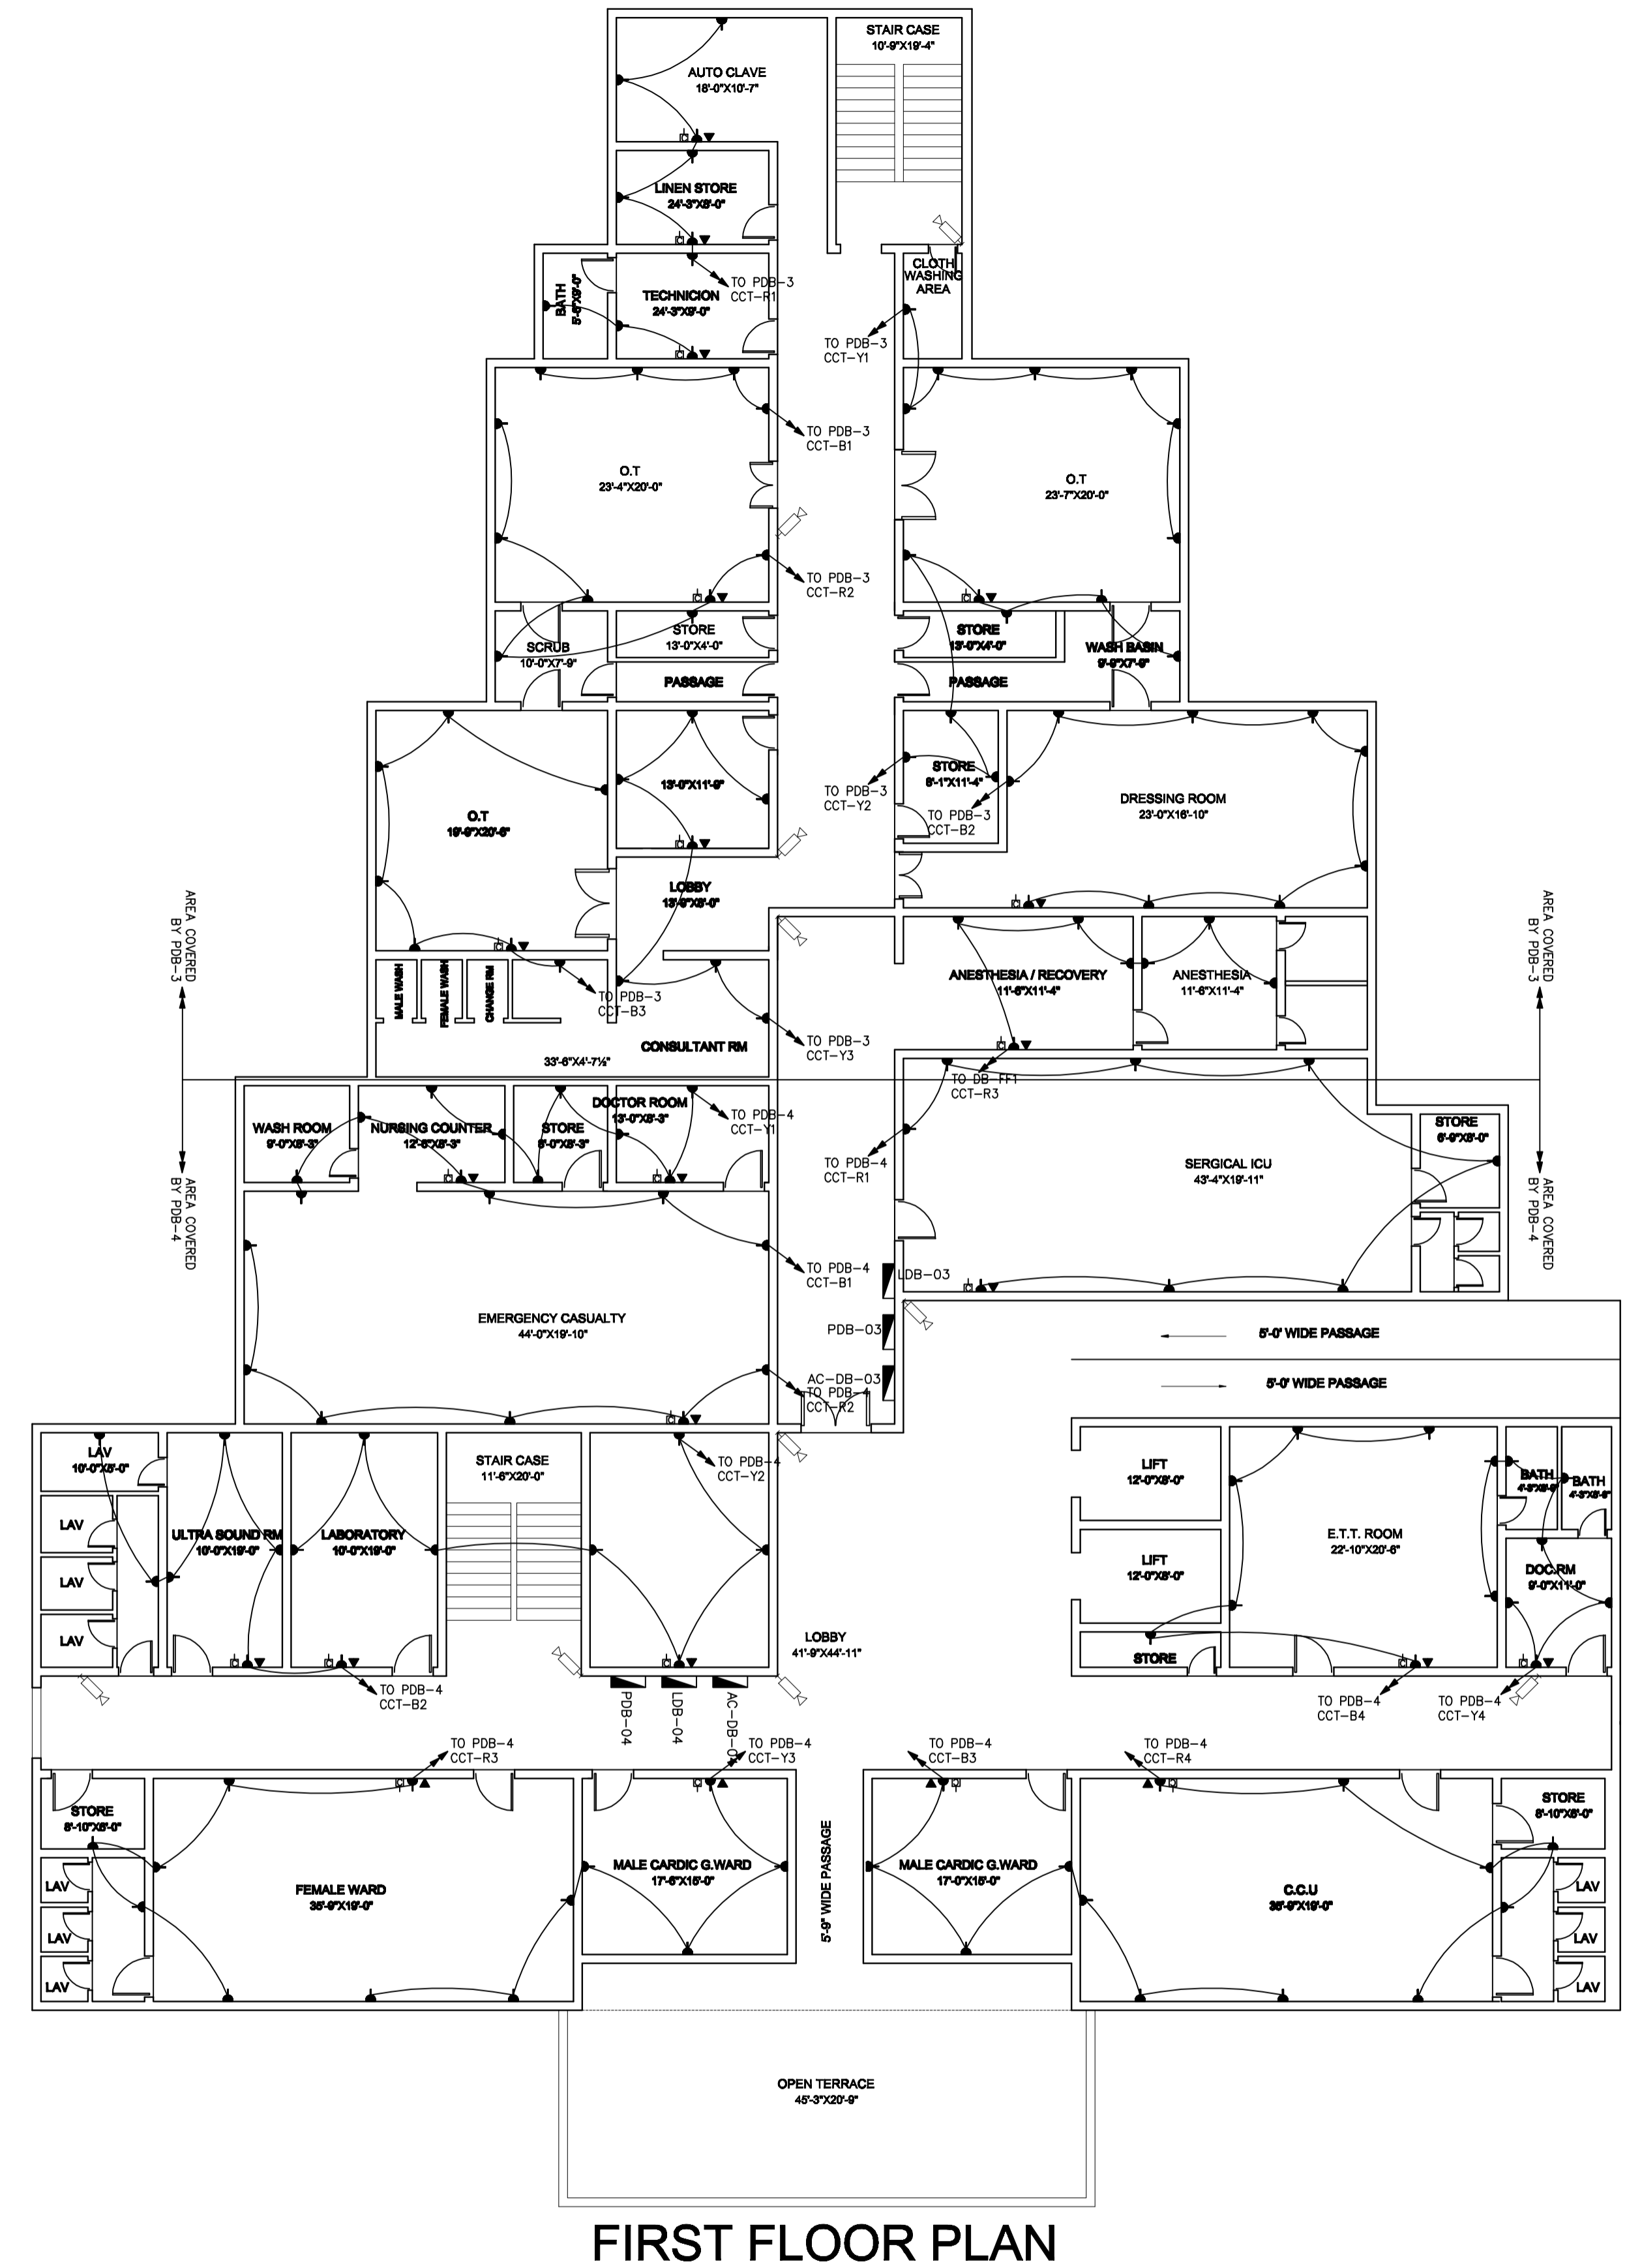 STAIR CASE
10'-9"X19'-4"
AUTO CLAVE
18'-0"X10'-7"
LINEN STORE
24'-3"X8'-0"
CLOTH
WASHING
AREA
BATH
5'-6"X9'-0"
TECHNICION
24'-3"X9'-0"
TO PDB-3
CCT-R1
TO PDB-3
CCT-Y1
TO PDB-3
CCT-B1
O.T
23'-4"X20'-0"
O.T
23'-7"X20'-0"
TO PDB-3
CCT-R2
SCRUB
10'-0"X7'-9"
STORE
13'-0"X4'-0"
STORE
13'-0"X4'-0"
WASH BASIN
9'-9"X7'-9"
PASSAGE
PASSAGE
13'-0"X11'-9"
STORE
8'-1"X11'-4"
TO PDB-3
CCT-Y2
TO PDB-3
CCT-B2
DRESSING ROOM
23'-0"X16'-10"
O.T
19'-9"X20'-6"
LOBBY
13'-9"X8'-0"
AREA COVERED
BY PDB-3
AREA COVERED
BY PDB-3
MALE WASH
FEMALE WASH
CHANGE RM
TO PDB-3
CCT-B3
ANESTHESIA / RECOVERY
11'-6"X11'-4"
ANESTHESIA
11'-6"X11'-4"
CONSULTANT RM
33'-6"X4'-7½"
TO PDB-3
CCT-Y3
TO DB-FF1
CCT-R3
WASH ROOM
9'-0"X8'-3"
NURSING COUNTER
12'-6"X8'-3"
STORE
8'-0"X8'-3"
DOCTOR ROOM
13'-0"X8'-3"
TO PDB-4
CCT-Y1
TO PDB-4
CCT-R1
STORE
6'-9"X8'-0"
SERGICAL ICU
43'-4"X19'-11"
AREA COVERED
BY PDB-4
AREA COVERED
BY PDB-4
TO PDB-4
CCT-B1
LDB-03
EMERGENCY CASUALTY
44'-0"X19'-10"
PDB-03
5'-0' WIDE PASSAGE
AC-DB-03
TO PDB-4
CCT-R2
5'-0' WIDE PASSAGE
LAV
10'-0"X5'-0"
STAIR CASE
11'-6"X20'-0"
TO PDB-4
CCT-Y2
LIFT
12'-0"X8'-0"
BATH
BATH
LAV
ULTRA SOUND RM
10'-0"X19'-0"
LABORATORY
10'-0"X19'-0"
E.T.T. ROOM
22'-10"X20'-6"
LAV
LIFT
12'-0"X8'-0"
DOC.RM
9'-0"X11'-0"
LAV
LOBBY
41'-9"X44'-11"
STORE
TO PDB-4
CCT-B2
PDB-04
LDB-04
TO PDB-4
CCT-B4
TO PDB-4
CCT-Y4
TO PDB-4
CCT-R3
TO PDB-4
CCT-Y3
TO PDB-4
CCT-B3
TO PDB-4
CCT-R4
STORE
8'-10"X6'-0"
STORE
8'-10"X6'-0"
5'-9" WIDE PASSAGE
LAV
FEMALE WARD
35'-9"X19'-0"
MALE CARDIC G.WARD
17'-6"X15'-0"
MALE CARDIC G.WARD
17'-0"X15'-0"
C.C.U
35'-9"X19'-0"
LAV
LAV
LAV
LAV
LAV
OPEN TERRACE
45'-3"X20'-9"
FIRST FLOOR PLAN